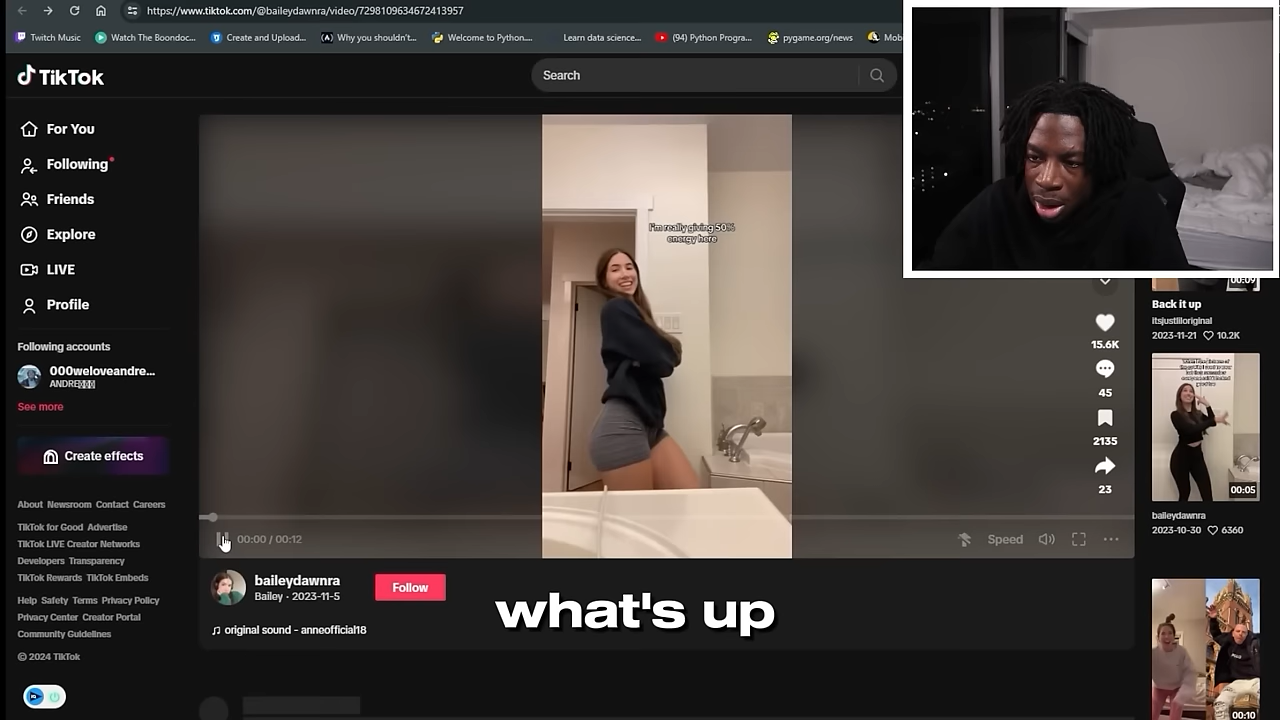 https://www.tiktok.com/@baileydawnra/video/7298109634672413957
Twitch Music
Watch The Boondoc...
Create and Upload...
Why you shouldn't...
Welcome to Python....
Learn data science...
(94) Python Progra...
pygame.org/news
TikTok
Search
For You
Following
Friends
Explore
LIVE
Profile
Following accounts
000weloveandre...
See more
Create effects
About Newsroom Contact Careers
TikTok for Good Advertise
TikTok LIVE Creator Networks
Developers Transparency
TikTok Rewards TikTok Embeds
Help Safety Terms Privacy Policy
Privacy Center Creator Portal
Community Guidelines
© 2024 TikTok
I'm really giving 50%
energy here
15.6K
45
2135
23
00:00 / 00:12
Speed
baileydawnra
Bailey · 2023-11-5
Follow
original sound - anneofficial18
what's up
00:09
Back it up
itsjustliloriginal
2023-11-21 10.2K
00:05
baileydawnra
2023-10-30 6360
00:10